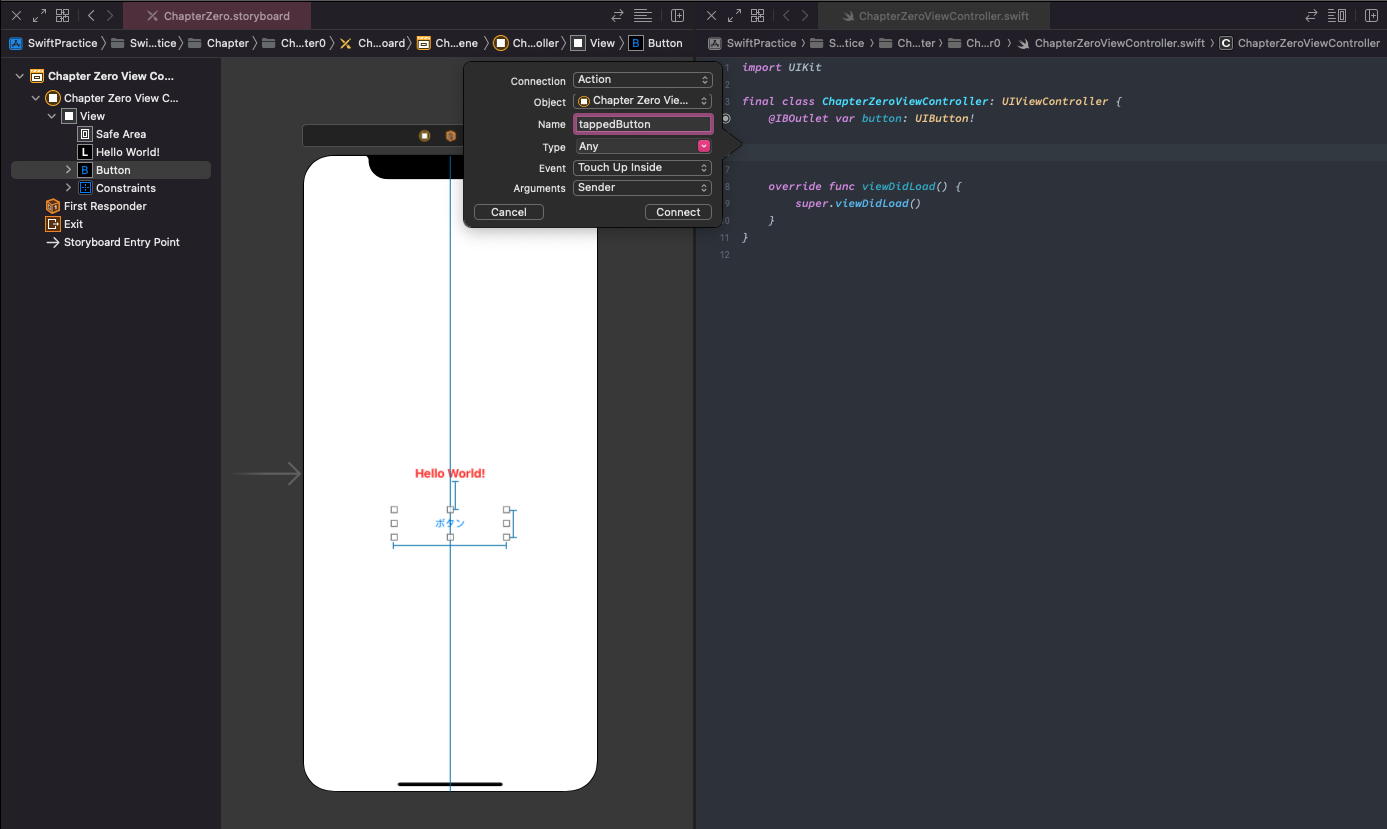 ChapterZero.storyboard
ChapterZeroViewController.swift
SwiftPractice
Swi...tice
Chapter
Ch...ter0
Ch...oard
Ch...ene
Ch...oller
View
Button
SwiftPractice
S...tice
Ch...ter
Ch...r0
ChapterZeroViewController.swift
ChapterZeroViewController
Chapter Zero View Co...
Chapter Zero View C...
View
Safe Area
L Hello World!
B Button
Constraints
First Responder
Exit
Storyboard Entry Point
Connection Action
Object Chapter Zero Vie...
Name tappedButton
Type Any
Event Touch Up Inside
Arguments Sender
Cancel Connect
Hello World!
ボタン
1 import UIKit
2
3 final class ChapterZeroViewController: UIViewController {
@IBOutlet var button: UIButton!
7
8 override func viewDidLoad() {
9 super.viewDidLoad()
0 }
11 }
12